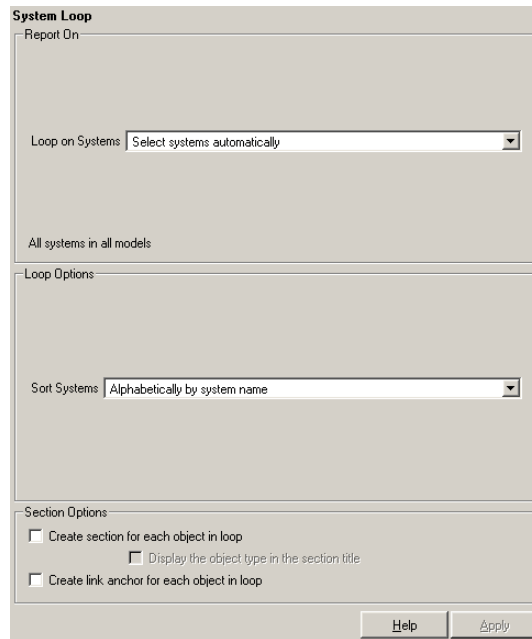 System Loop
Report On
Loop on Systems Select systems automatically
All systems in all models
Loop Options
Sort Systems Alphabetically by system name
Section Options
Create section for each object in loop
Display the object type in the section title
Create link anchor for each object in loop
Help Apply